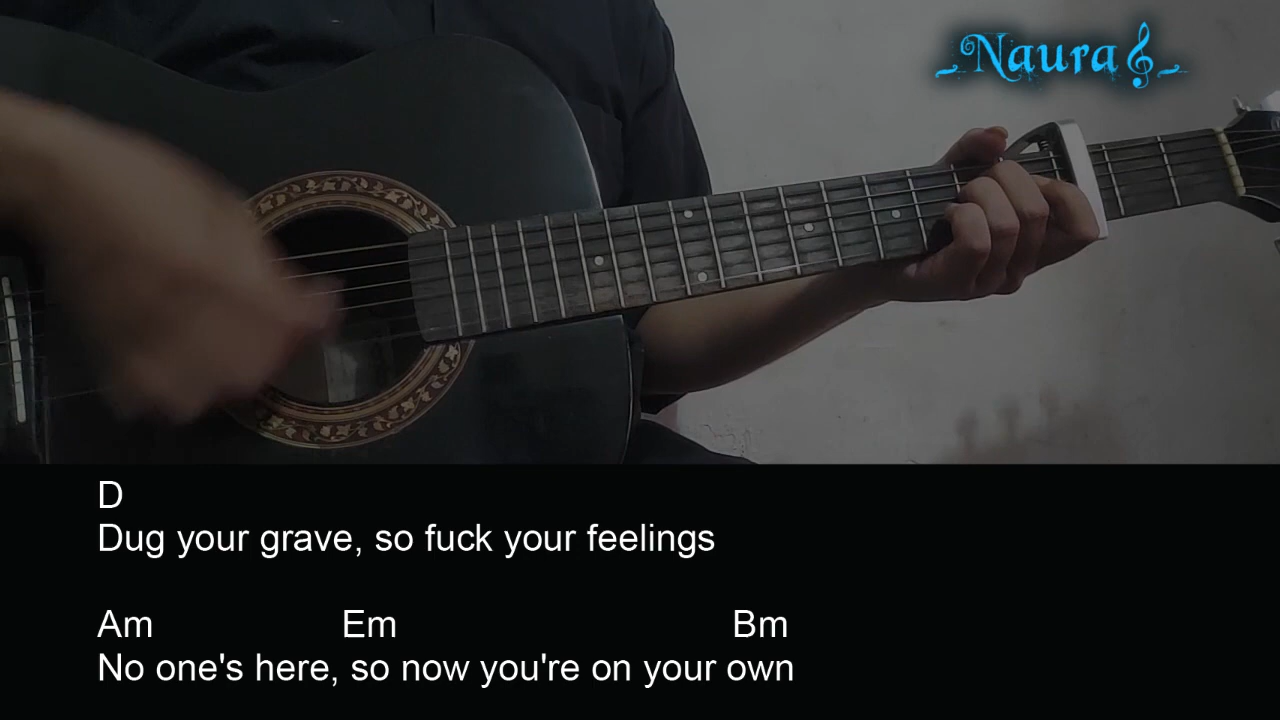 Naura
D
Dug your grave, so fuck your feelings
Am Em Bm
No one's here, so now you're on your own